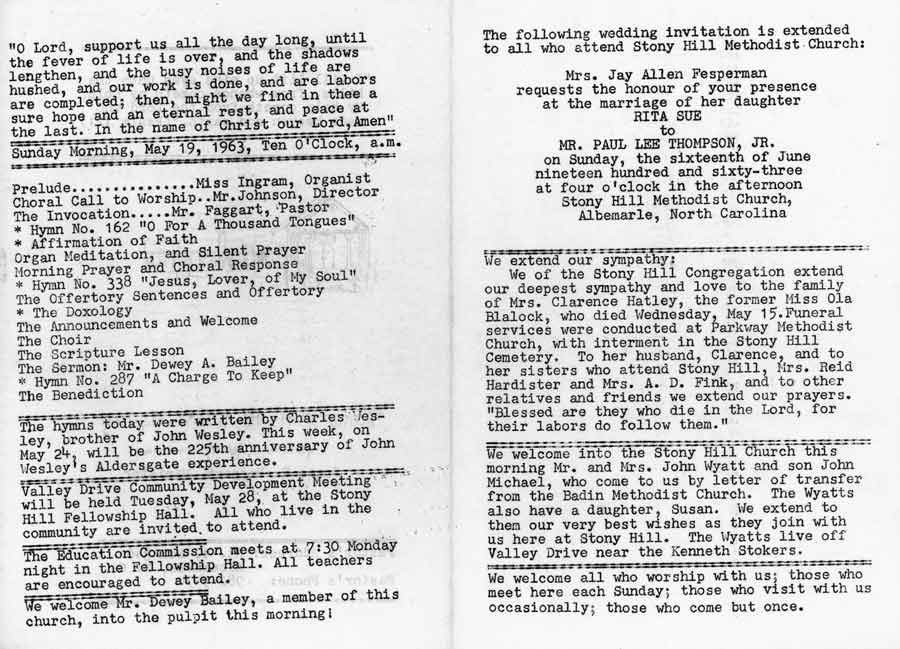 "O Lord, support us all the day long, until
the fever of life is over, and the shadows
lengthen, and the busy noises of life are
hushed, and our work is done, and are labors
are completed; then, might we find in thee a
sure hope and an eternal rest, and peace at
the last. In the name of Christ our Lord,Amen"
Sunday Morning, May 19, 1963, Ten O'Clock, a.m.
Prelude...............Miss Ingram, Organist
Choral Call to Worship..Mr.Johnson, Director
The Invocation.....Mr. Faggart, Pastor
* Hymn No. 162 "O For A Thousand Tongues"
* Affirmation of Faith
Organ Meditation, and Silent Prayer
Morning Prayer and Choral Response
* Hymn No. 338 "Jesus, Lover, of My Soul"
The Offertory Sentences and Offertory
* The Doxology
The Announcements and Welcome
The Choir
The Scripture Lesson
The Sermon: Mr. Dewey A. Bailey
* Hymn No. 287 "A Charge To Keep"
The Benediction
The hymns today were written by Charles Wes-
ley, brother of John Wesley. This week, on
May 24, will be the 225th anniversary of John
Wesley's Aldersgate experience.
Valley Drive Community Development Meeting
will be held Tuesday, May 28, at the Stony
Hill Fellowship Hall. All who live in the
community are invited to attend.
The Education Commission meets at 7:30 Monday
night in the Fellowship Hall. All teachers
are encouraged to attend.
We welcome Mr. Dewey Bailey, a member of this
church, into the pulpit this morning!
The following wedding invitation is extended
to all who attend Stony Hill Methodist Church:
Mrs. Jay Allen Fesperman
requests the honour of your presence
at the marriage of her daughter
RITA SUE
to
MR. PAUL LEE THOMPSON, JR.
on Sunday, the sixteenth of June
nineteen hundred and sixty-three
at four o'clock in the afternoon
Stony Hill Methodist Church,
Albemarle, North Carolina
We extend our sympathy:
We of the Stony Hill Congregation extend
our deepest sympathy and love to the family
of Mrs. Clarence Hatley, the former Miss Ola
Blalock, who died Wednesday, May 15.Funeral
services were conducted at Parkway Methodist
Church, with interment in the Stony Hill
Cemetery. To her husband, Clarence, and to
her sisters who attend Stony Hill, Mrs. Reid
Hardister and Mrs. A. D. Fink, and to other
relatives and friends we extend our prayers.
"Blessed are they who die in the Lord, for
their labors do follow them."
We welcome into the Stony Hill Church this
morning Mr. and Mrs. John Wyatt and son John
Michael, who come to us by letter of transfer
from the Badin Methodist Church. The Wyatts
also have a daughter, Susan. We extend to
them our very best wishes as they join with
us here at Stony Hill. The Wyatts live off
Valley Drive near the Kenneth Stokers.
We welcome all who worship with us; those who
meet here each Sunday; those who visit with us
occasionally; those who come but once.